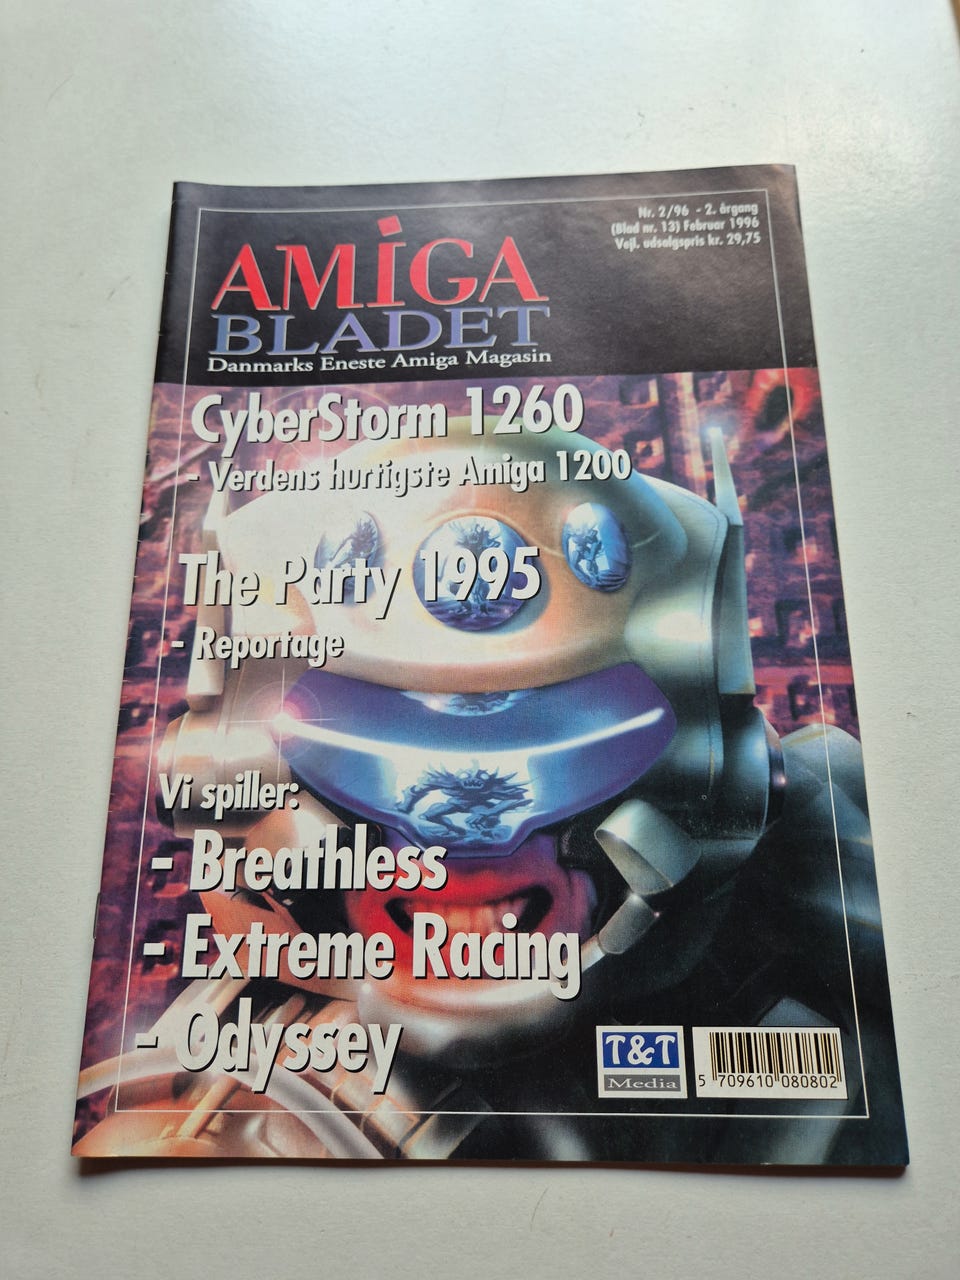 Nr. 2/96 - 2. årgang
(Blad nr. 13) Februar 1996
Vejl. udsalgspris kr. 29,75
AMiGA
BLADET
Danmarks Eneste Amiga Magasin
CyberStorm 1260
- Verdens hurtigste Amiga 1200
The Party 1995
- Reportage
Vi spiller:
- Breathless
- Extreme Racing
- Odyssey
T&T
Media
5 709610 080802